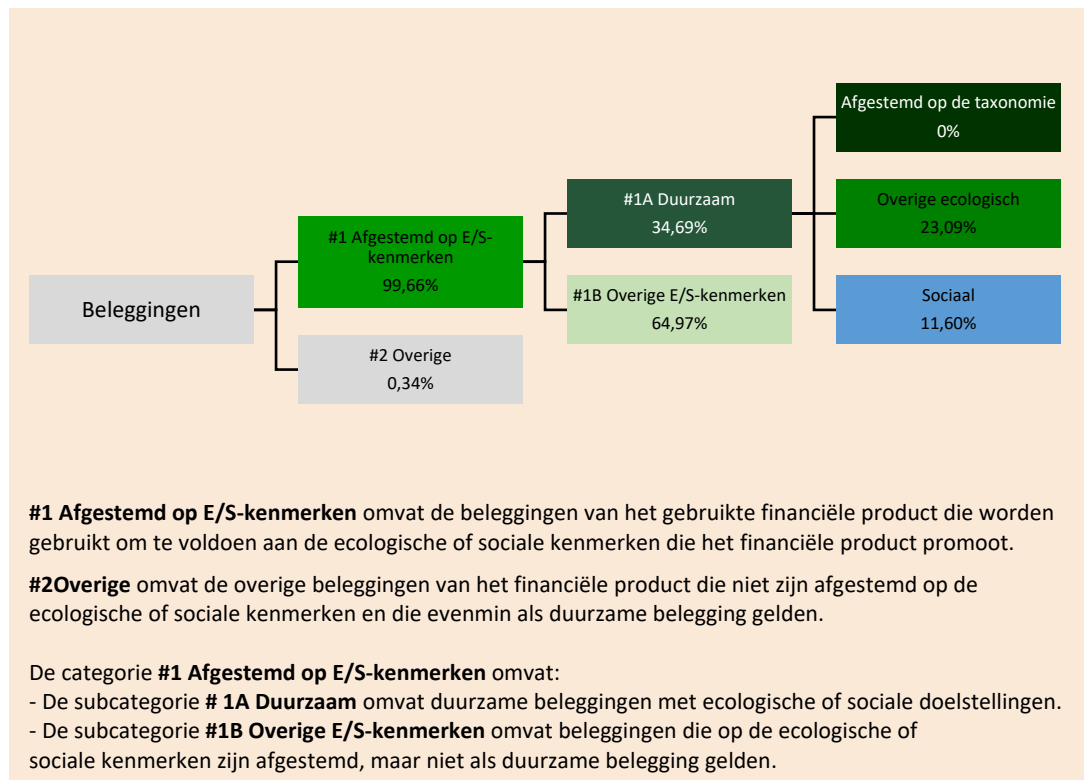 Beleggingen
#1 Afgestemd op E/S-
kenmerken
99,66%
#2 Overige
0,34%
#1A Duurzaam
34,69%
#1B Overige E/S-kenmerken
64,97%
Afgestemd op de taxonomie
0%
Overige ecologisch
23,09%
Sociaal
11,60%
#1 Afgestemd op E/S-kenmerken omvat de beleggingen van het gebruikte financiële product die worden
gebruikt om te voldoen aan de ecologische of sociale kenmerken die het financiële product promoot.
#2Overige omvat de overige beleggingen van het financiële product die niet zijn afgestemd op de
ecologische of sociale kenmerken en die evenmin als duurzame belegging gelden.
De categorie #1 Afgestemd op E/S-kenmerken omvat:
- De subcategorie # 1A Duurzaam omvat duurzame beleggingen met ecologische of sociale doelstellingen.
- De subcategorie #1B Overige E/S-kenmerken omvat beleggingen die op de ecologische of
sociale kenmerken zijn afgestemd, maar niet als duurzame belegging gelden.